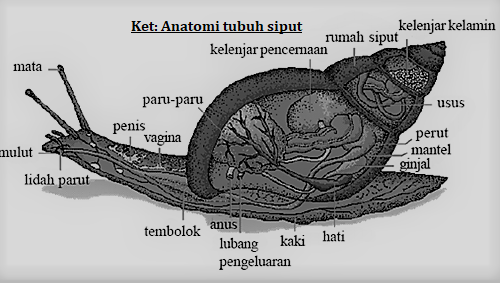 Ket: Anatomi tubuh siput
kelenjar kelamin
rumah siput
kelenjar pencernaan
mata
paru-paru
usus
penis
vagina
perut
mulut
mantel
ginjal
lidah parut
tembolok
anus
kaki
hati
lubang
pengeluaran